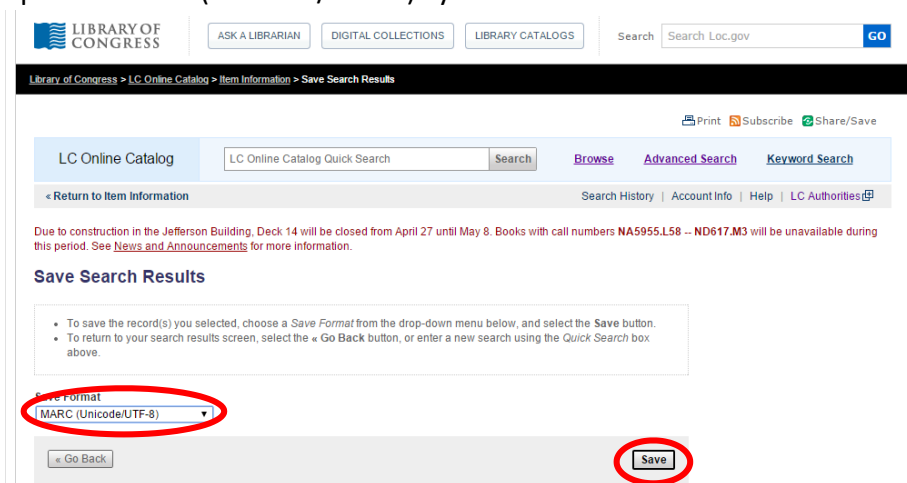 LIBRARY OF
CONGRESS
ASK A LIBRARIAN DIGITAL COLLECTIONS LIBRARY CATALOGS Search Search Loc.gov GO
Library of Congress > LC Online Catalog > Item Information > Save Search Results
Print Subscribe Share/Save
LC Online Catalog LC Online Catalog Quick Search Search Browse Advanced Search Keyword Search
« Return to Item Information Search History | Account Info | Help | LC Authorities
Due to construction in the Jefferson Building, Deck 14 will be closed from April 27 until May 8. Books with call numbers NA5955.L58 -- ND617.M3 will be unavailable during
this period. See News and Announcements for more information.
Save Search Results
• To save the record(s) you selected, choose a Save Format from the drop-down menu below, and select the Save button.
• To return to your search results screen, select the « Go Back button, or enter a new search using the Quick Search box
above.
Save Format
MARC (Unicode/UTF-8)
« Go Back Save